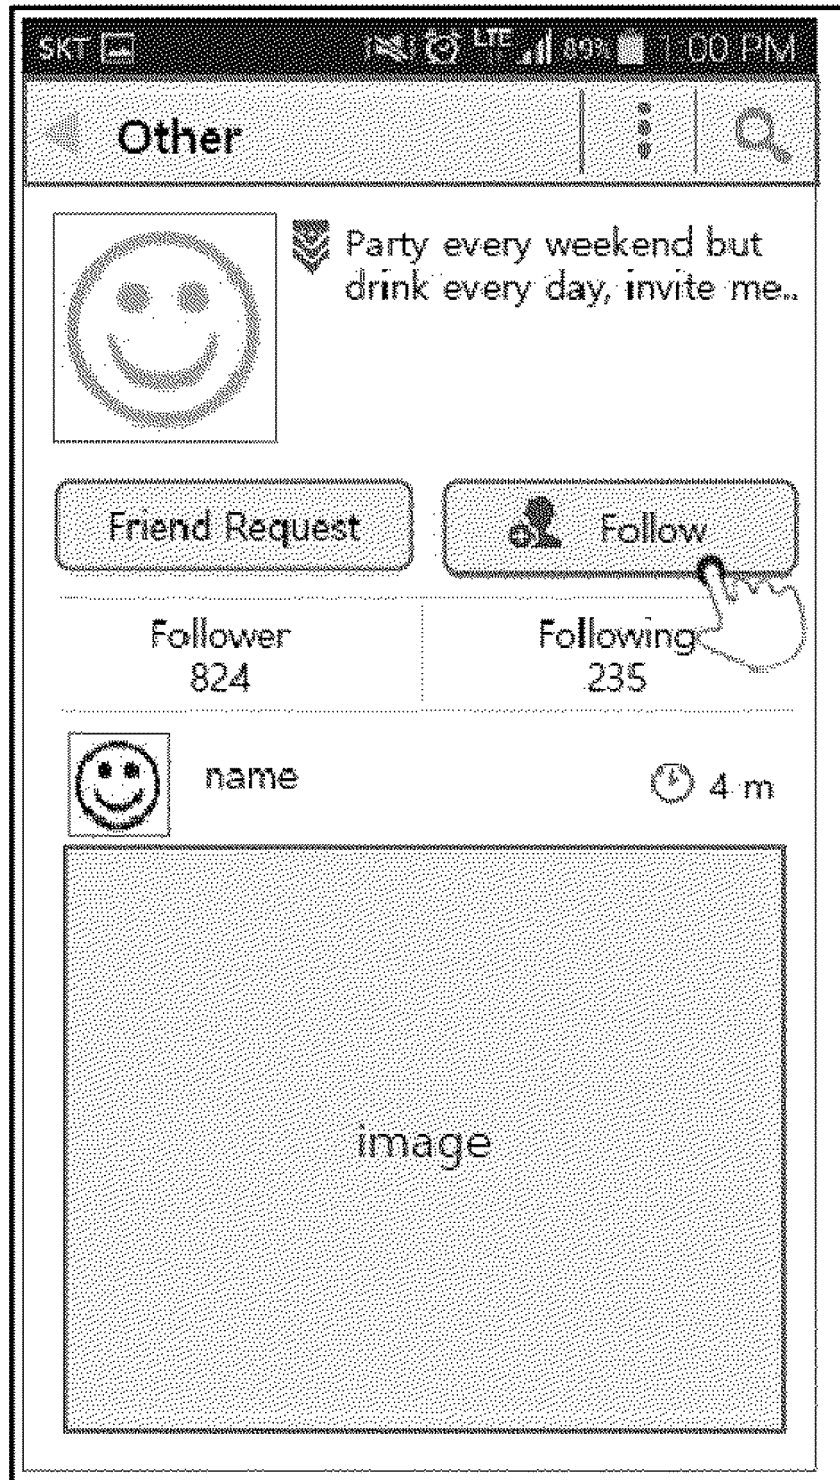 SKT LTE 89% 1:00 PM
Other
Party every weekend but
drink every day, invite me..
Friend Request
Follow
Follower
824
Following
235
name
4 m
image